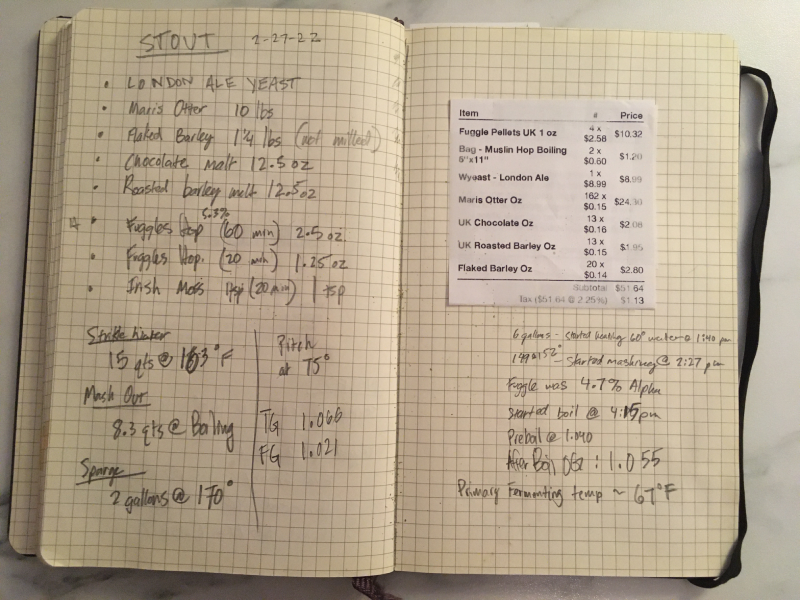 STOUT 2-27-22
• LONDON ALE YEAST
• Maris Otter 10 lbs
• Flaked Barley 1 1/4 lbs (not milled)
• Chocolate malt 12.5 oz
• Roasted barley malt 12.5 oz
5.3%
• Fuggles Hop (60 min) 2.5 oz.
• Fuggles Hop. (20 min) 1.25 oz
• Irish Moss (20 min) 1 tsp
Strike Water
15 qts @ 163°F
Mash Out
8.3 qts @ Boiling
Sparge
2 gallons @ 170°
Pitch
at 75°
TG 1.066
FG 1.021
Item # Price
Fuggle Pellets UK 1 oz 4 x $2.58 $10.32
Bag - Muslin Hop Boiling 5"x11" 2 x $0.60 $1.20
Wyeast - London Ale 1 x $8.99 $8.99
Maris Otter Oz 162 x $0.15 $24.30
UK Chocolate Oz 13 x $0.16 $2.08
UK Roasted Barley Oz 13 x $0.15 $1.95
Flaked Barley Oz 20 x $0.14 $2.80
Subtotal $51.64
Tax ($51.64 @ 2.25%) $1.13
6 gallons - started heating 60° water @ 1:40 pm
152° - started mashing @ 2:27 pm
Fuggle was 4.7% Alpha
Started boil @ 4:15pm
Preboil @ 1.040
After Boil OG: 1.055
Primary Fermenting temp ~ 67°F